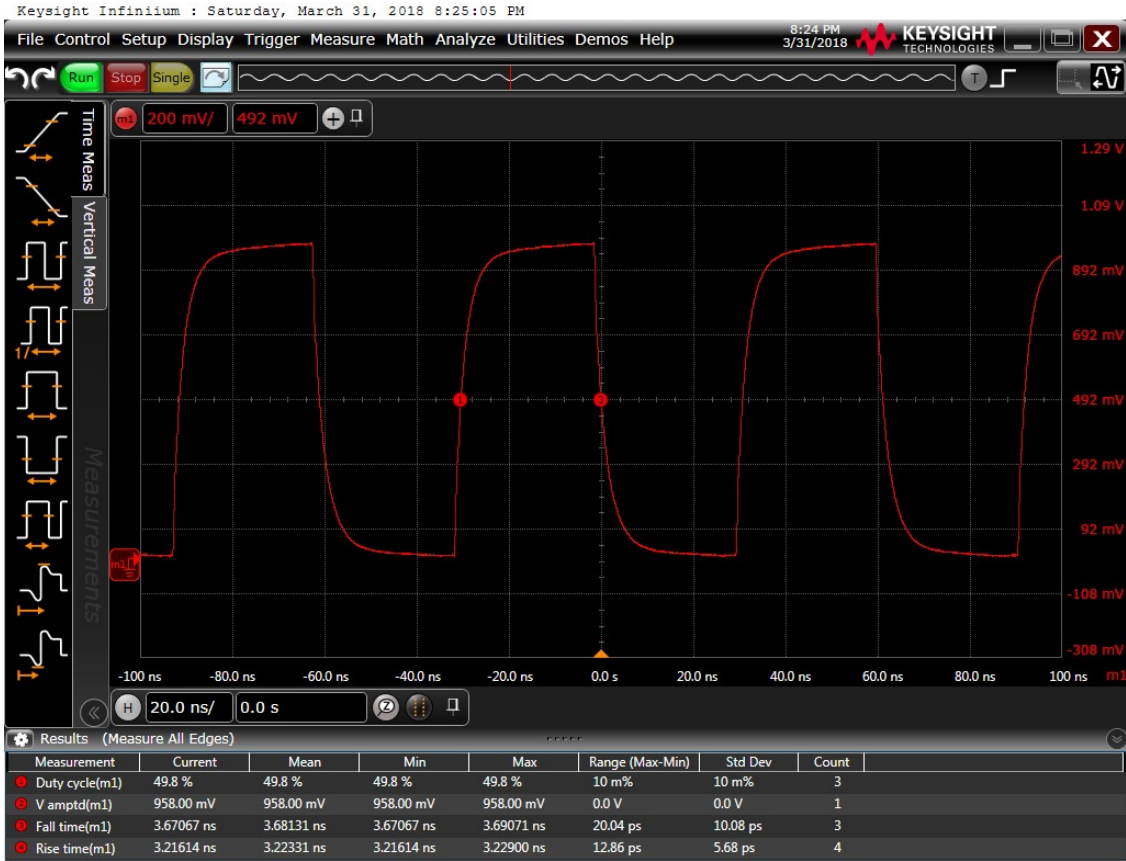 Keysight Infiniium : Saturday, March 31, 2018 8:25:05 PM
File Control Setup Display Trigger Measure Math Analyze Utilities Demos Help
8:24 PM
3/31/2018
KEYSIGHT
TECHNOLOGIES
Run Stop Single T
Time Meas
Vertical Meas
Measurements
1/
m1 200 mV/ 492 mV
1.29 V
1.09 V
892 mV
692 mV
492 mV
292 mV
92 mV
-108 mV
-308 mV
1 3
m1
-100 ns -80.0 ns -60.0 ns -40.0 ns -20.0 ns 0.0 s 20.0 ns 40.0 ns 60.0 ns 80.0 ns 100 ns m1
H 20.0 ns/ 0.0 s Z
Results (Measure All Edges)
Measurement Current Mean Min Max Range (Max-Min) Std Dev Count
1 Duty cycle(m1) 49.8 % 49.8 % 49.8 % 49.8 % 10 m% 10 m% 3
2 V amptd(m1) 958.00 mV 958.00 mV 958.00 mV 958.00 mV 0.0 V 0.0 V 1
3 Fall time(m1) 3.67067 ns 3.68131 ns 3.67067 ns 3.69071 ns 20.04 ps 10.08 ps 3
4 Rise time(m1) 3.21614 ns 3.22331 ns 3.21614 ns 3.22900 ns 12.86 ps 5.68 ps 4